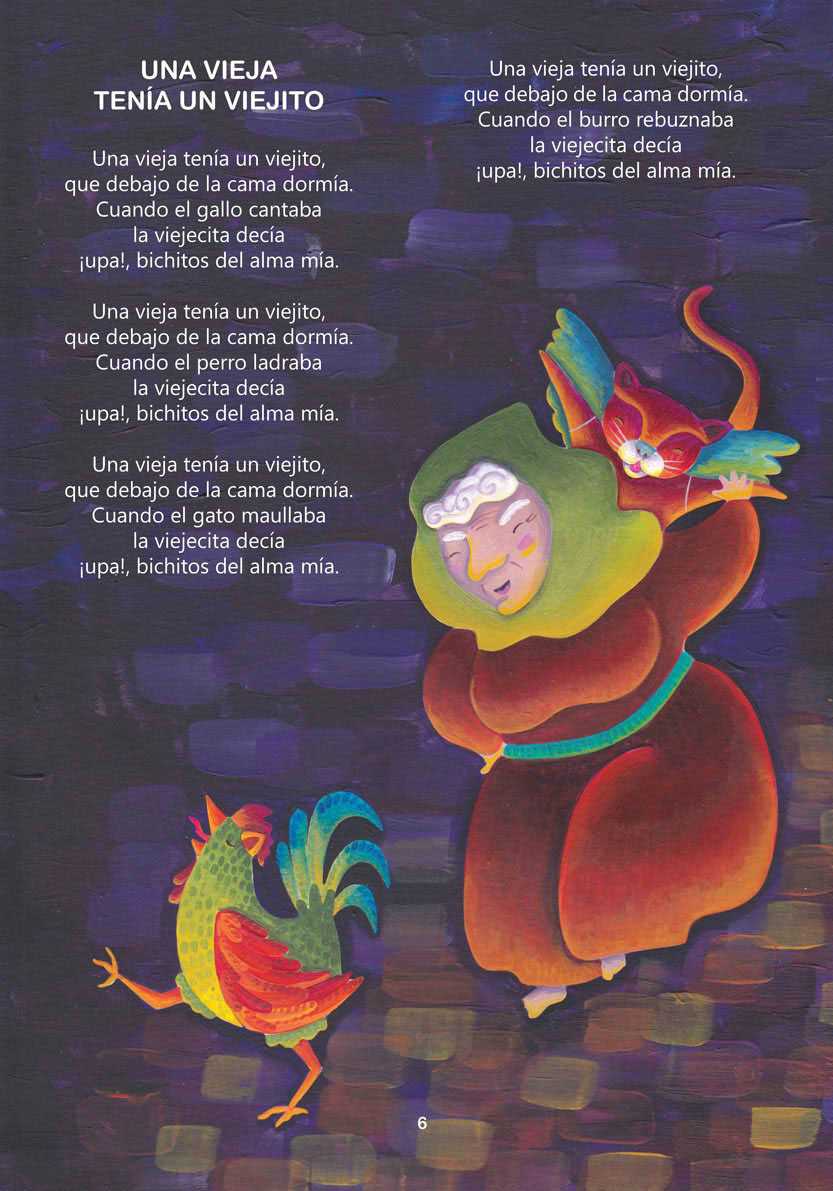 UNA VIEJA
TENÍA UN VIEJITO
Una vieja tenía un viejito,
que debajo de la cama dormía.
Cuando el gallo cantaba
la viejecita decía
¡upa!, bichitos del alma mía.
Una vieja tenía un viejito,
que debajo de la cama dormía.
Cuando el perro ladraba
la viejecita decía
¡upa!, bichitos del alma mía.
Una vieja tenía un viejito,
que debajo de la cama dormía.
Cuando el gato maullaba
la viejecita decía
¡upa!, bichitos del alma mía.
Una vieja tenía un viejito,
que debajo de la cama dormía.
Cuando el burro rebuznaba
la viejecita decía
¡upa!, bichitos del alma mía.
6